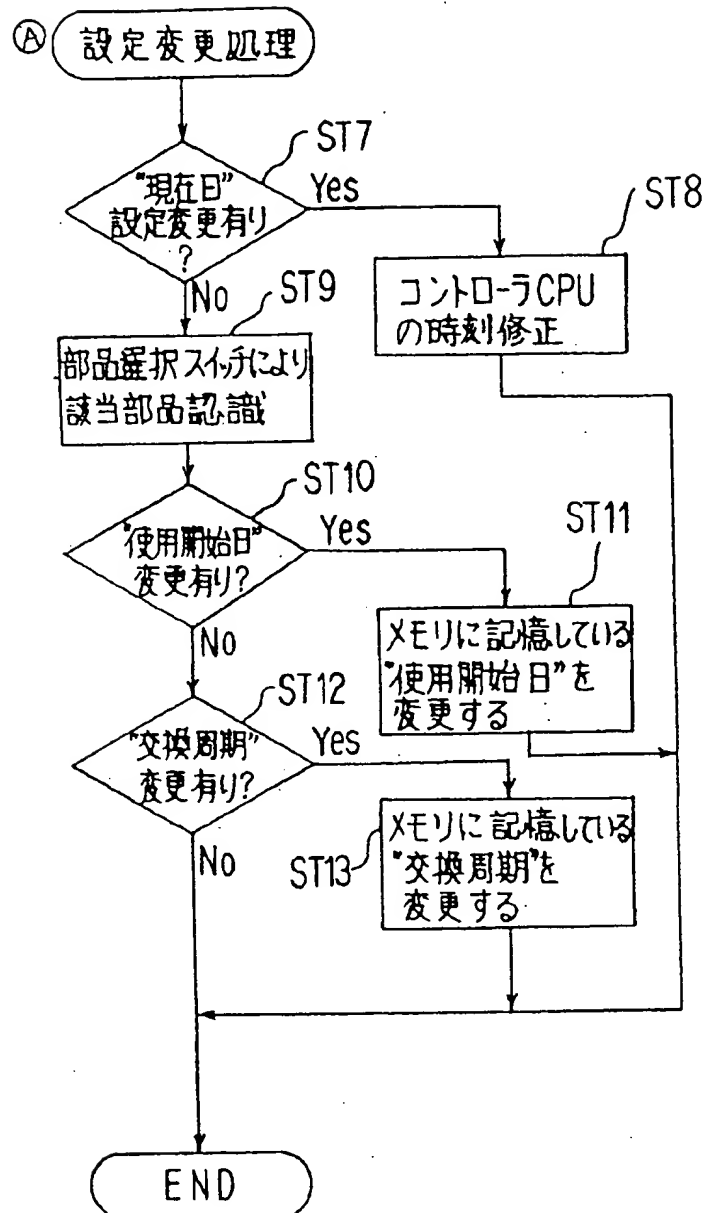 Ⓐ 設定変更処理
ST7
"現在日"
設定変更有り
?
Yes
ST8
コントローラCPU
の時刻修正
No
ST9
部品選択スイッチにより
該当部品認識
ST10
"使用開始日"
変更有り?
Yes
ST11
メモリに記憶している
"使用開始日"を
変更する
No
ST12
"交換周期"
変更有り?
Yes
ST13
メモリに記憶している
"交換周期"を
変更する
No
END